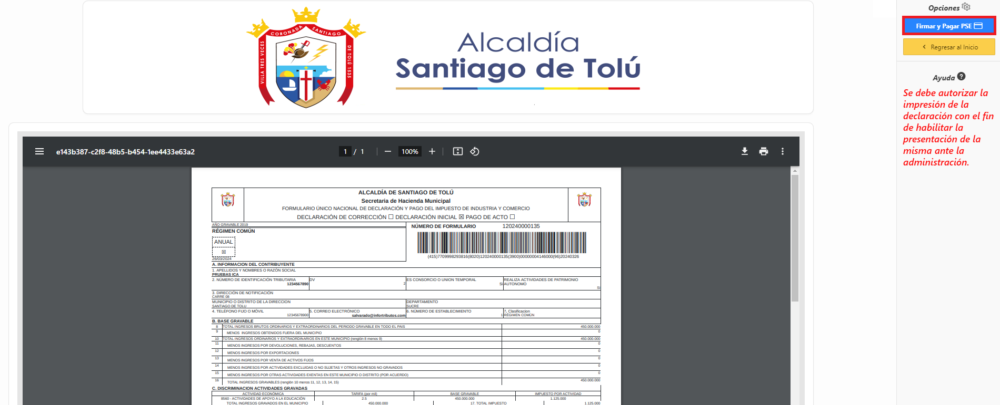 CORONADA SANTIAGO
VILLA TRES VECES
DE TOLÚ 1535
Alcaldía
Santiago de Tolú
Opciones
Firmar y Pagar PSE
Regresar al Inicio
Ayuda
Se debe autorizar la
impresión de la
declaración con el fin
de habilitar la
presentación de la
misma ante la
administración.
e143b387-c2f8-48b5-b454-1ee4433e63a2
1 / 1
100%
ALCALDÍA DE SANTIAGO DE TOLÚ
Secretaria de Hacienda Municipal
FORMULARIO ÚNICO NACIONAL DE DECLARACIÓN Y PAGO DEL IMPUESTO DE INDUSTRIA Y COMERCIO
DECLARACIÓN DE CORRECCIÓN ☐ DECLARACIÓN INICIAL ☒ PAGO DE ACTO ☐
AÑO GRAVABLE 2019
RÉGIMEN COMÚN
ANUAL
☒
26/03/2024
NÚMERO DE FORMULARIO 120240000135
(415)7709998293816(8020)120240000135(3900)00000004146000(96)20240326
A. INFORMACION DEL CONTRIBUYENTE
1. APELLIDOS Y NOMBRES O RAZÓN SOCIAL
PRUEBAS ICA
2. NÚMERO DE IDENTIFICACIÓN TRIBUTARIA DV ES CONSORCIO O UNION TEMPORAL REALIZA ACTIVIDADES DE PATRIMONIO
1234567890 2 Si AUTONOMO
Si
3. DIRECCIÓN DE NOTIFICACIÓN
CARRE 08
MUNICIPIO O DISTRITO DE LA DIRECCION DEPARTAMENTO
SANTIAGO DE TOLU SUCRE
4. TELÉFONO FIJO O MÓVIL 5. CORREO ELECTRÓNICO 6. NÚMERO DE ESTABLECIMIENTO 7. Clasificacion
12345678900 salvarado@infortributos.com 1 RÉGIMEN COMÚN
B. BASE GRAVABLE
8 TOTAL INGRESOS BRUTOS ORDINARIOS Y EXTRAORDINARIOS DEL PERIODO GRAVABLE EN TODO EL PAIS 450.000.000
9 MENOS INGRESOS OBTENIDOS FUERA DEL MUNICIPIO 0
10 TOTAL INGRESOS ORDINARIOS Y EXTRAORDINARIOS EN ESTE MUNICIPIO (renglón 8 menos 9) 450.000.000
11 MENOS INGRESOS POR DEVOLUCIONES, REBAJAS, DESCUENTOS 0
12 MENOS INGRESOS POR EXPORTACIONES 0
13 MENOS INGRESOS POR VENTA DE ACTIVOS FIJOS 0
14 MENOS INGRESOS POR ACTIVIDADES EXCLUIDAS O NO SUJETAS Y OTROS INGRESOS NO GRAVADOS 0
15 MENOS INGRESOS POR OTRAS ACTIVIDADES EXENTAS EN ESTE MUNICIPIO O DISTRITO (POR ACUERDO) 0
16 TOTAL INGRESOS GRAVABLES (renglón 10 menos 11, 12, 13, 14, 15) 450.000.000
C. DISCRIMINACION ACTIVIDADES GRAVADAS
ACTIVIDAD ECONÓMICA TARIFA (por mil) BASE GRAVABLE IMPUESTO POR ACTIVIDAD
8560 - ACTIVIDADES DE APOYO A LA EDUCACIÓN 2.5 450.000.000 1.125.000
TOTAL INGRESOS GRAVADOS EN EL MUNICIPIO 450.000.000 17. TOTAL IMPUESTO 1.125.000